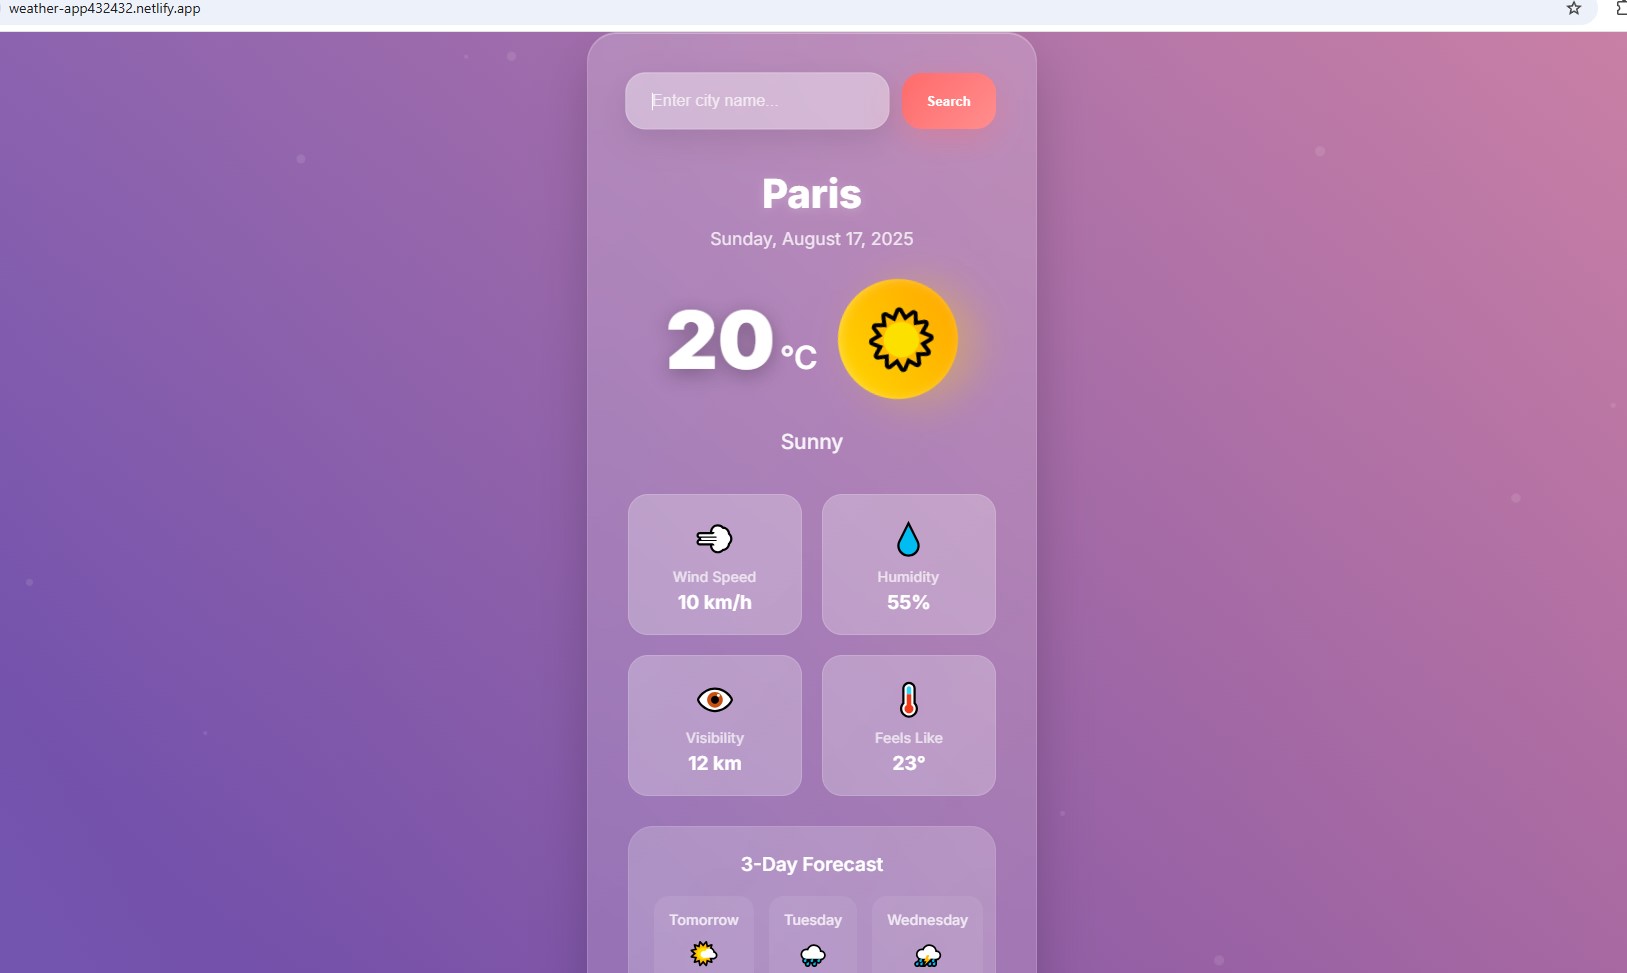 weather-app432432.netlify.app
Enter city name...
Search
Paris
Sunday, August 17, 2025
20 °C
Sunny
Wind Speed
10 km/h
Humidity
55%
Visibility
12 km
Feels Like
23°
3-Day Forecast
Tomorrow
Tuesday
Wednesday